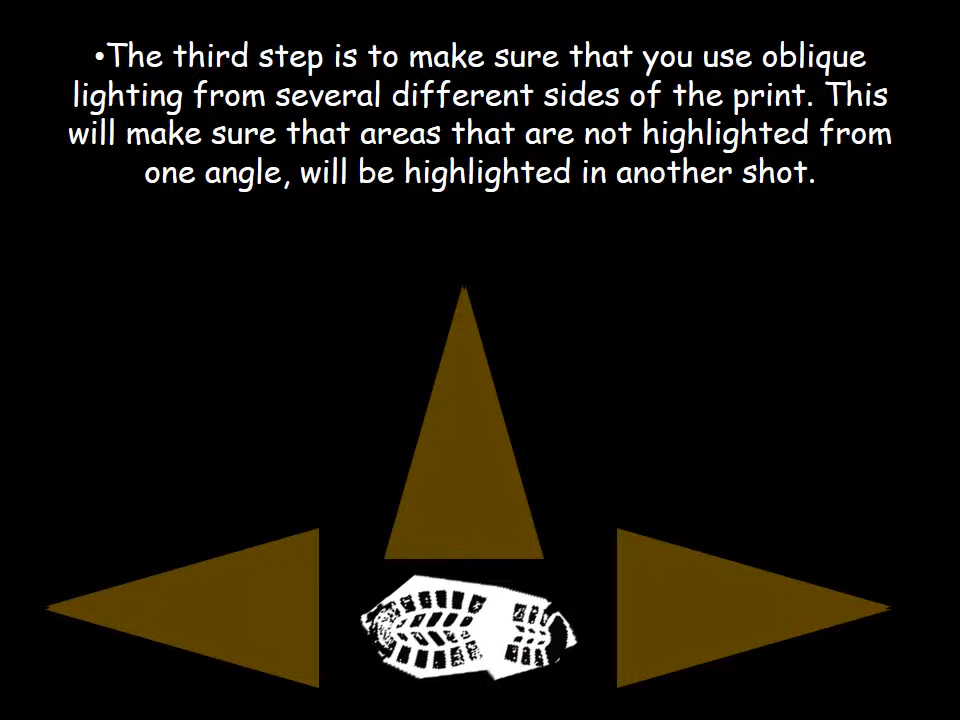 •The third step is to make sure that you use oblique
lighting from several different sides of the print. This
will make sure that areas that are not highlighted from
one angle, will be highlighted in another shot.